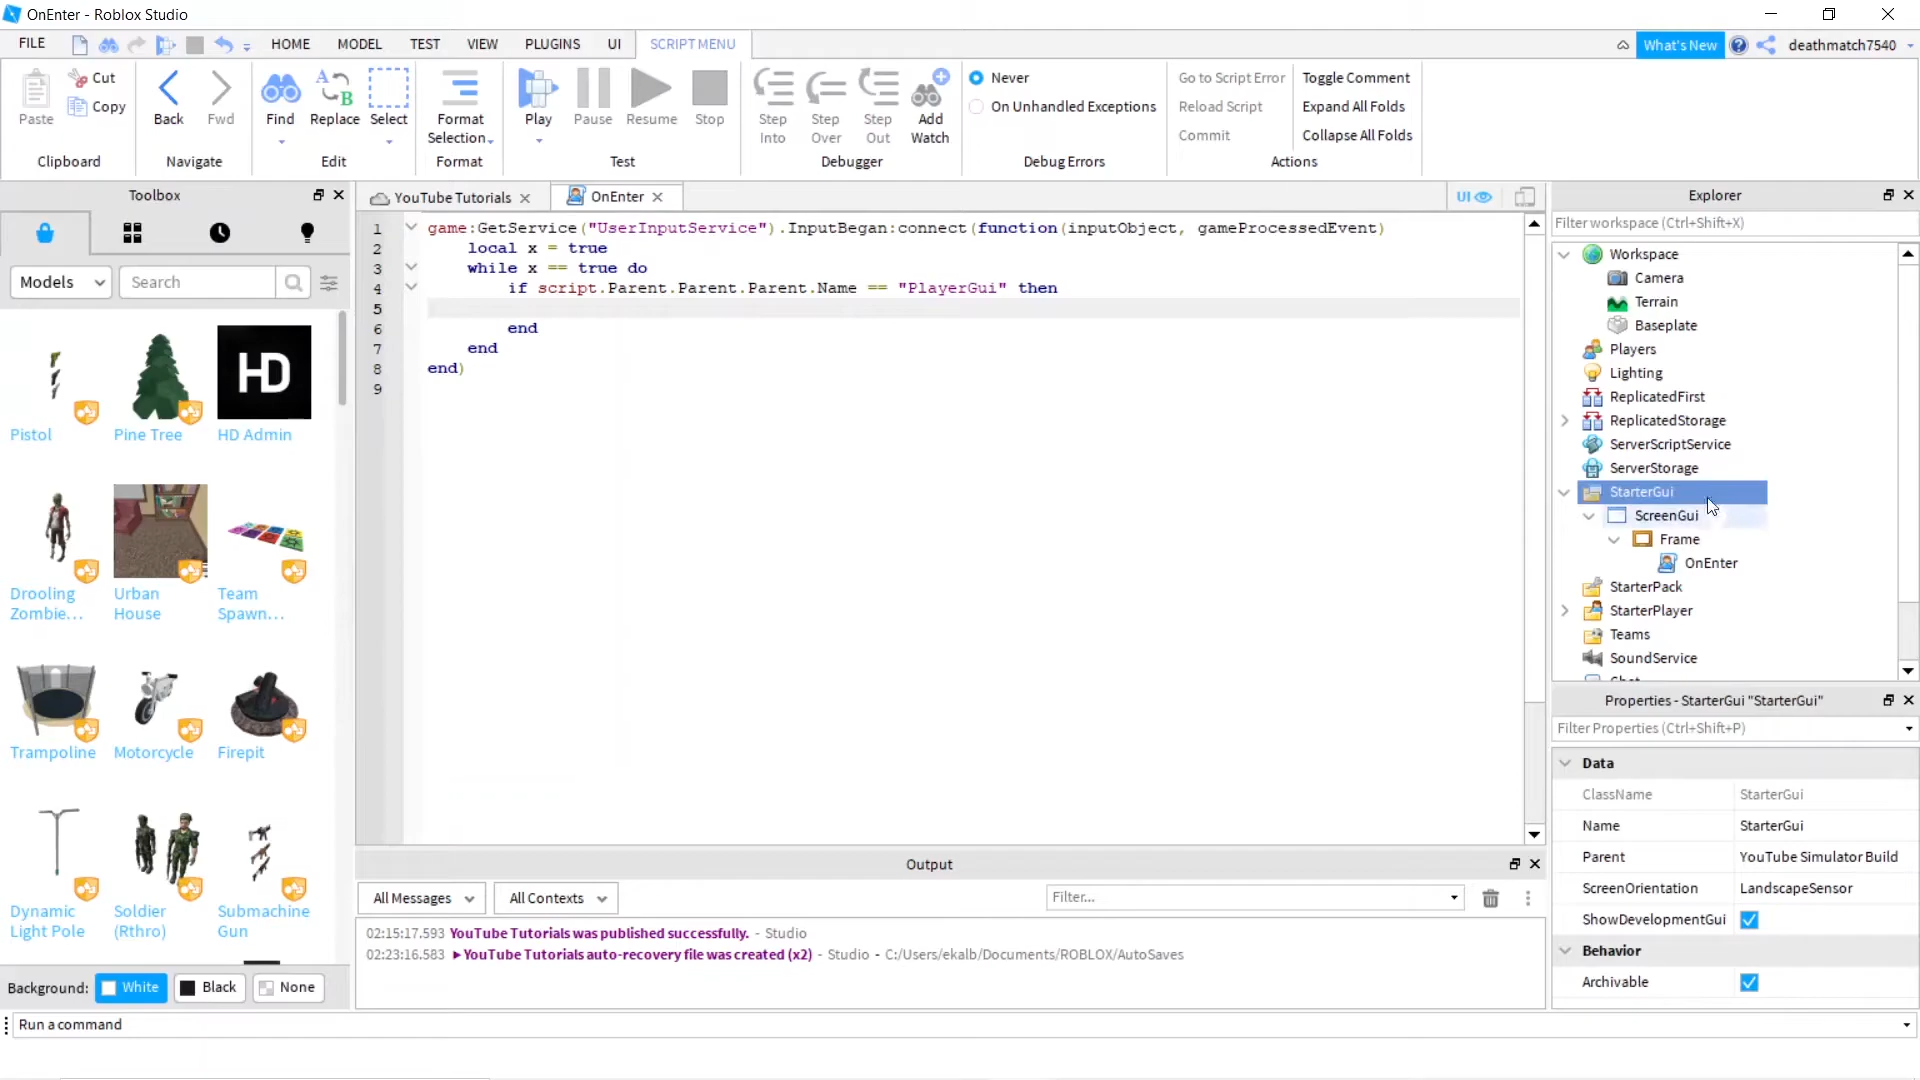 OnEnter - Roblox Studio
FILE HOME MODEL TEST VIEW PLUGINS UI SCRIPT MENU What's New deathmatch7540
Paste Cut Copy Back Fwd Find Replace Select Format Selection Play Pause Resume Stop Step Into Step Over Step Out Add Watch Never On Unhandled Exceptions Go to Script Error Reload Script Commit Toggle Comment Expand All Folds Collapse All Folds
Clipboard Navigate Edit Format Test Debugger Debug Errors Actions
Toolbox
Models Search
Pistol Pine Tree HD Admin
Drooling Zombie... Urban House Team Spawn...
Trampoline Motorcycle Firepit
Dynamic Light Pole Soldier (Rthro) Submachine Gun
HD
Background: White Black None
YouTube Tutorials OnEnter UI
1 game:GetService("UserInputService").InputBegan:connect(function(inputObject, gameProcessedEvent)
2 local x = true
3 while x == true do
4 if script.Parent.Parent.Parent.Name == "PlayerGui" then
5
6 end
7 end
8 end)
9
Output
All Messages All Contexts Filter...
02:15:17.593 YouTube Tutorials was published successfully. - Studio
02:23:16.583 YouTube Tutorials auto-recovery file was created (x2) - Studio - C:/Users/ekalb/Documents/ROBLOX/AutoSaves
Explorer
Filter workspace (Ctrl+Shift+X)
Workspace
Camera
Terrain
Baseplate
Players
Lighting
ReplicatedFirst
ReplicatedStorage
ServerScriptService
ServerStorage
StarterGui
ScreenGui
Frame
OnEnter
StarterPack
StarterPlayer
Teams
SoundService
Properties - StarterGui "StarterGui"
Filter Properties (Ctrl+Shift+P)
Data
ClassName StarterGui
Name StarterGui
Parent YouTube Simulator Build
ScreenOrientation LandscapeSensor
ShowDevelopmentGui
Behavior
Archivable
Run a command